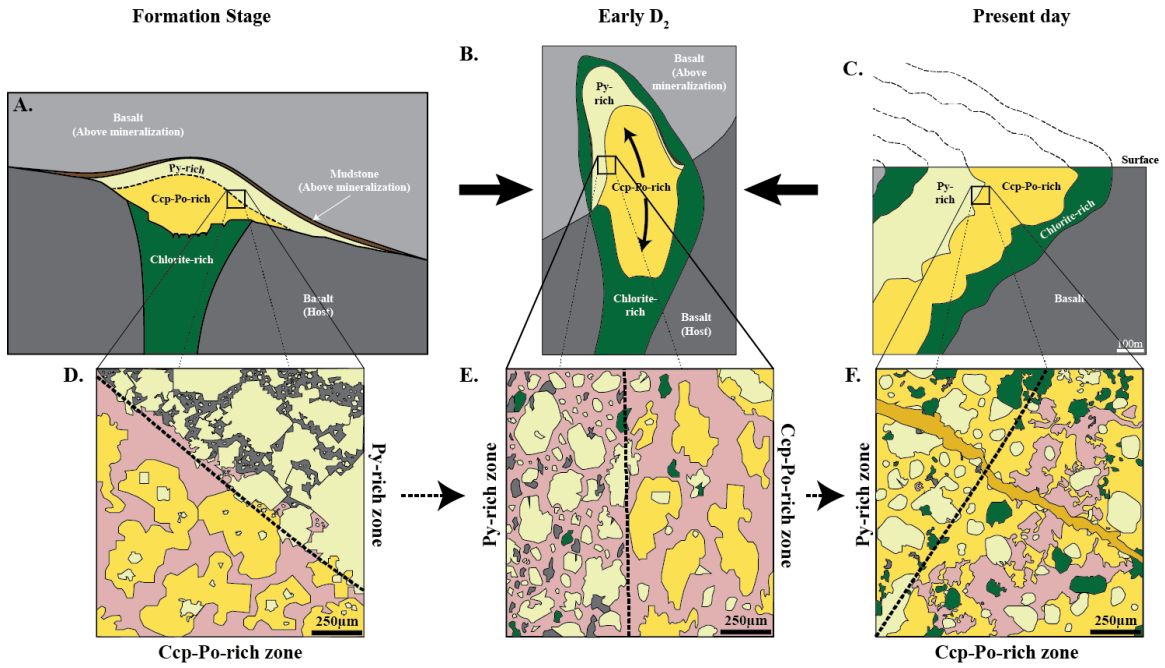 Formation Stage
Early D2
Present day
A.
Basalt
(Above mineralization)
Py-rich
Ccp-Po-rich
Mudstone
(Above mineralization)
Chlorite-rich
Basalt
(Host)
B.
Basalt
(Above
mineralization)
Py-
rich
Ccp-Po-rich
Chlorite-
rich
Basalt
(Host)
C.
Surface
Py-
rich
Ccp-Po-rich
Chlorite-rich
Basalt
100m
D.
Py-rich zone
250µm
Ccp-Po-rich zone
E.
Py-rich zone
Ccp-Po-rich zone
250µm
F.
Py-rich zone
250µm
Ccp-Po-rich zone